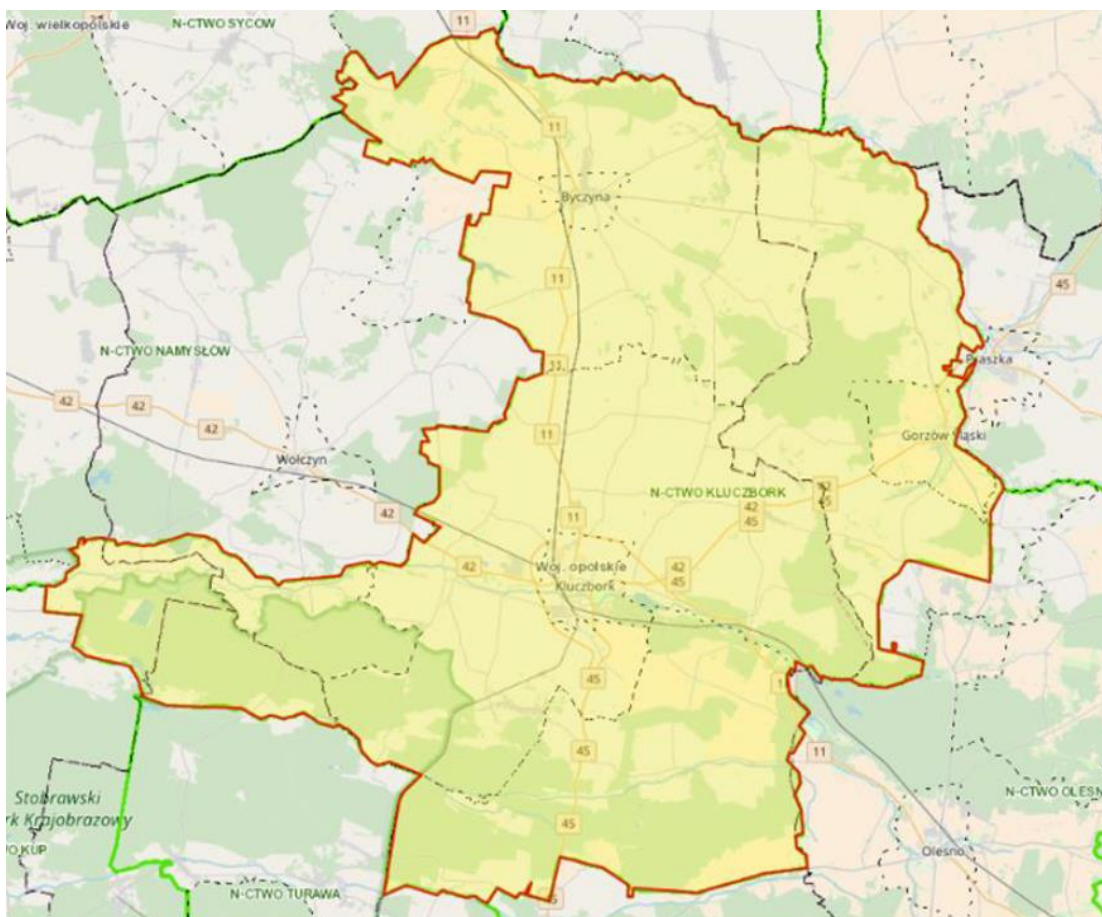 Woj. wielkopolskie
N-CTWO SYCÓW
11
11
Byczyna
45
11
N-CTWO NAMYSŁÓW
11
Praszka
42
42
42
11
Gorzów Śląski
Wołczyn
N-CTWO KLUCZBORK
42
45
42
45
42
11
42
Woj. opolskie
42
45
Kluczbork
45
11
45
N-CTWO OLESN
Stobrawski
rk Krajobrazowy
45
Olesno
WO KUP
N-CTWO TURAWA